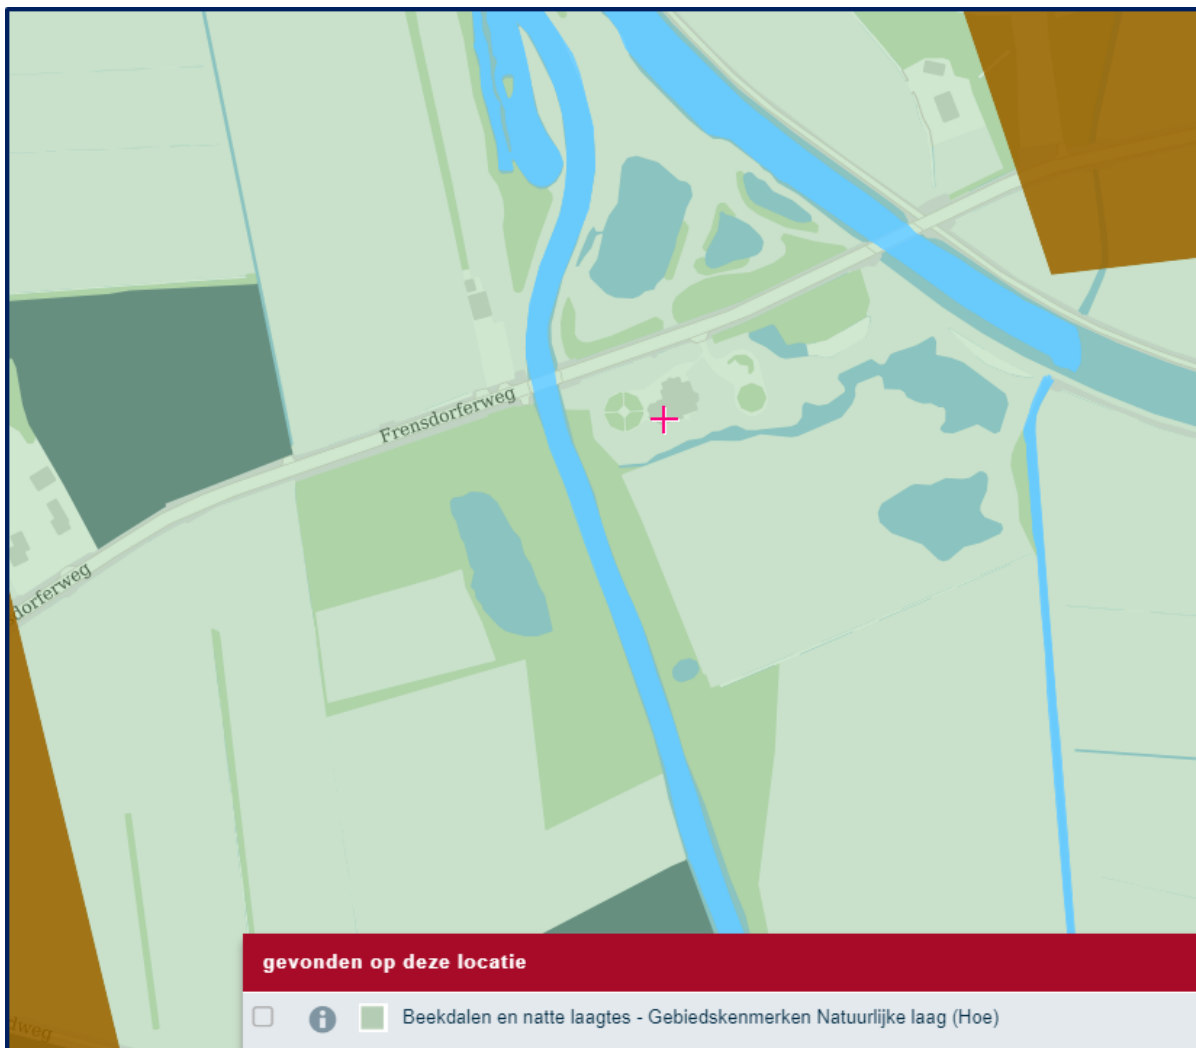 Frensdorferweg
dorferweg
gevonden op deze locatie
Beekdalen en natte laagtes - Gebiedskenmerken Natuurlijke laag (Hoe)